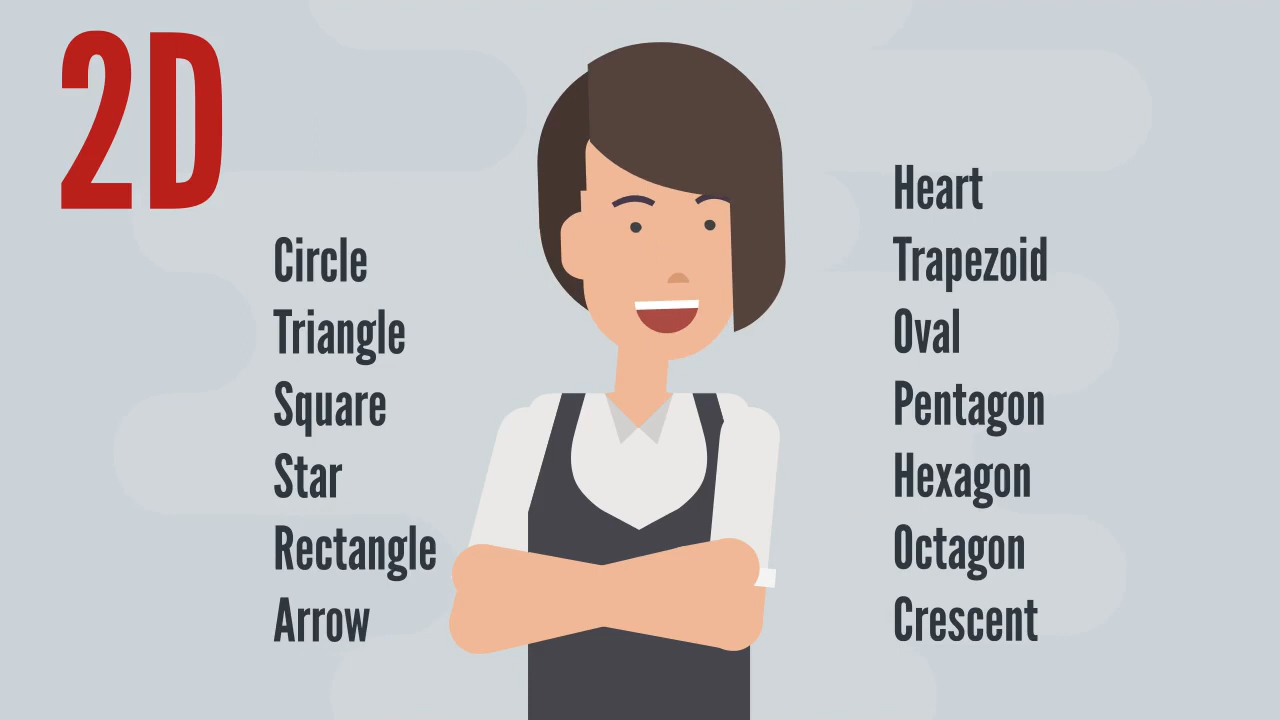 2D
Circle
Triangle
Square
Star
Rectangle
Arrow
Heart
Trapezoid
Oval
Pentagon
Hexagon
Octagon
Crescent